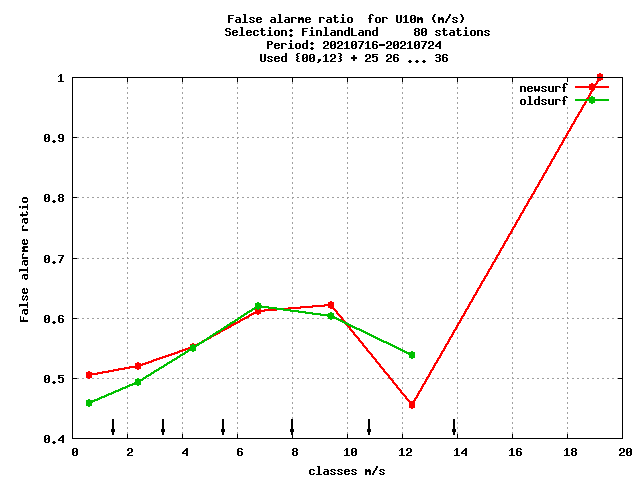 False alarme ratio  for U10m (m/s)
Selection: FinlandLand     80 stations
Period: 20210716-20210724
Used {00,12} + 25 26 ... 36
newsurf
oldsurf
1
0.9
0.8
0.7
0.6
0.5
0.4
False alarme ratio
0 2 4 6 8 10 12 14 16 18 20
classes m/s